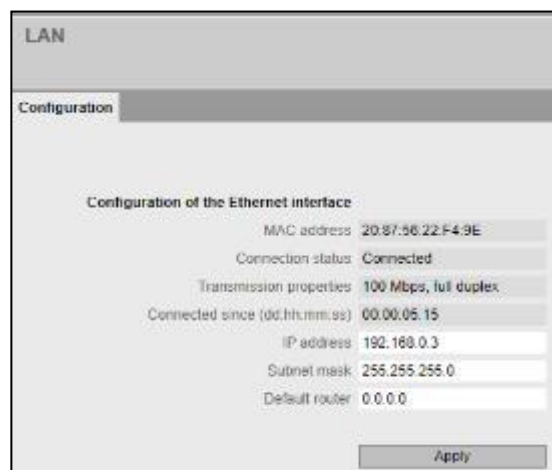 LAN
Configuration
Configuration of the Ethernet interface
MAC address 20:87:56:22:F4:9E
Connection status Connected
Transmission properties 100 Mbps, full duplex
Connected since (dd.hh:mm:ss) 00.00:05:15
IP address 192.168.0.3
Subnet mask 255.255.255.0
Default router 0.0.0.0
Apply